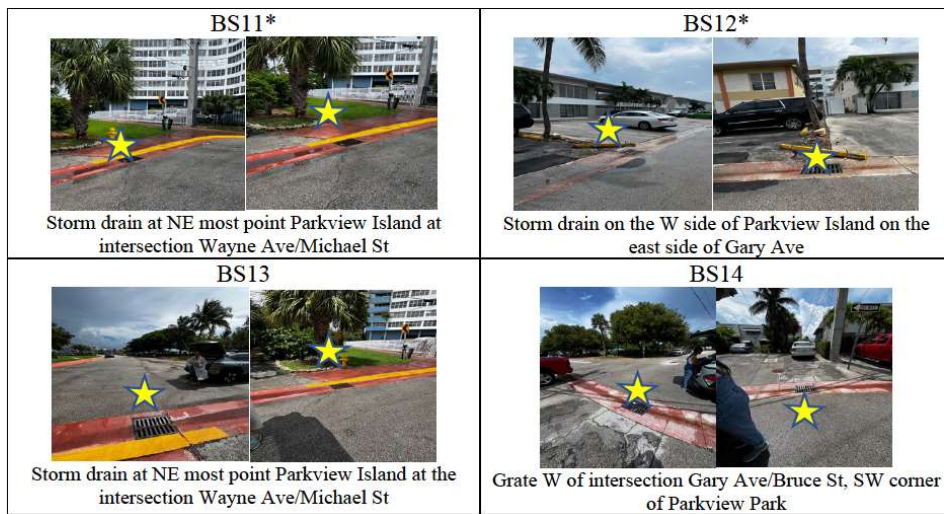 BS11*
Storm drain at NE most point Parkview Island at
intersection Wayne Ave/Michael St
BS12*
Storm drain on the W side of Parkview Island on the
east side of Gary Ave
BS13
Storm drain at NE most point Parkview Island at the
intersection Wayne Ave/Michael St
BS14
Grate W of intersection Gary Ave/Bruce St, SW corner
of Parkview Park